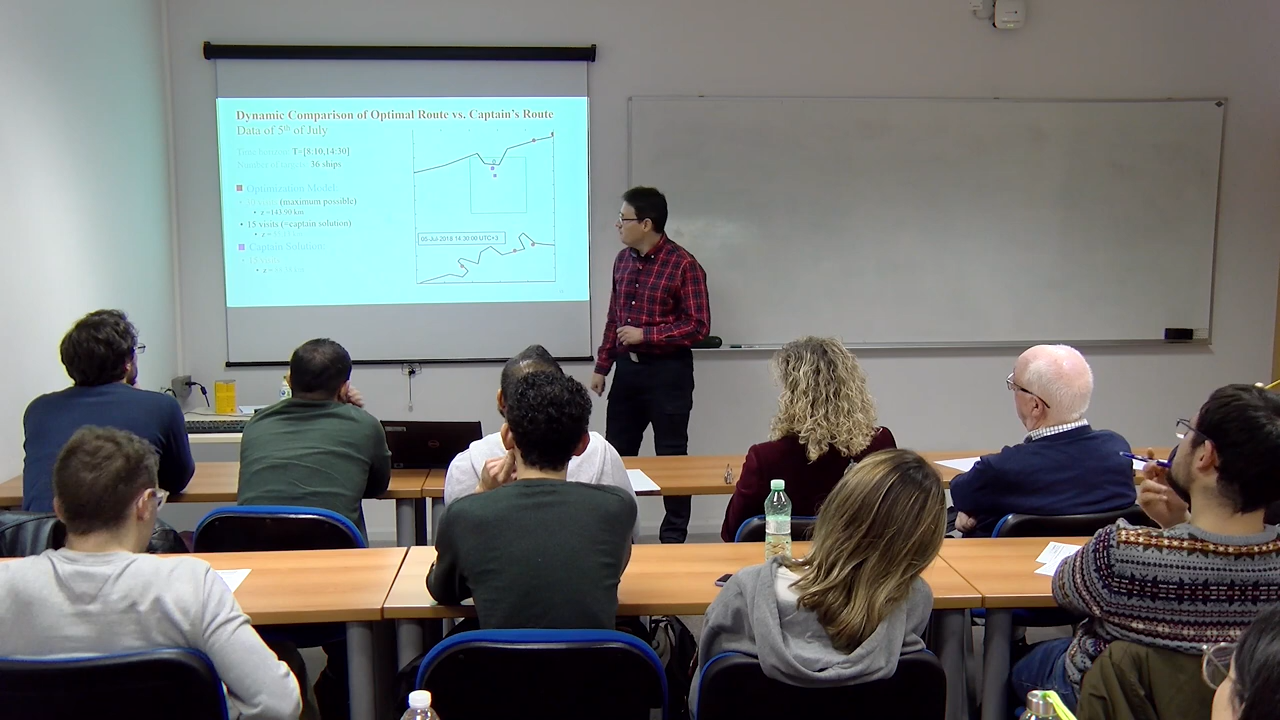 Dynamic Comparison of Optimal Route vs. Captain's Route
Data of 5th of July
Time horizon: T=[8:10,14:30]
Number of targets: 36 ships
Optimization Model:
visits (maximum possible)
z =143.90 km
15 visits (=captain solution)
Captain Solution:
15 visits
05-Jul-2018 14:30:00 UTC+3